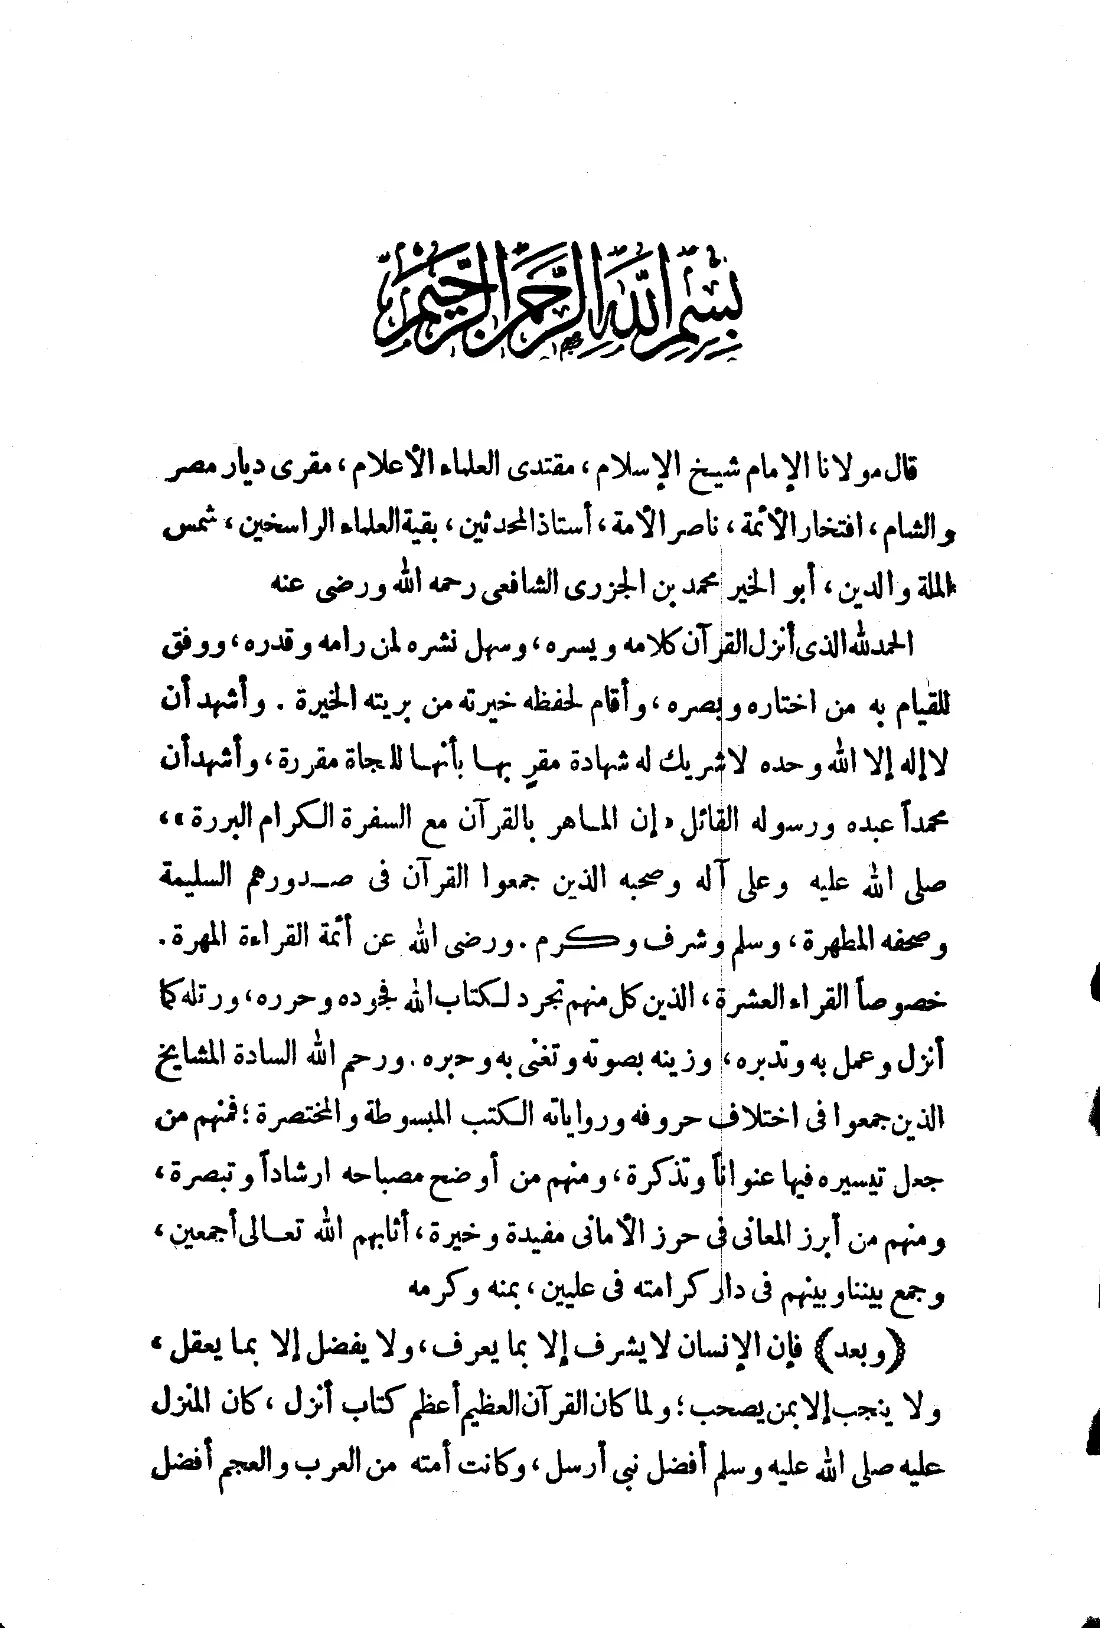 بِسْمِ اللَّهِ الرَّحْمَنِ الرَّحِيمِ
قال مولانا الإمام شيخ الإسلام ، مقتدى العلماء الأعلام ، مقرى ديار مصر
والشام ، افتخار الأئمة ، ناصر الأمة ، أستاذ المحدثين ، بقية العلماء الراسخين ، شمس
الملة والدين ، أبو الخير محمد بن الجزرى الشافعى رحمه الله ورضى عنه
الحمد لله الذى أنزل القرآن كلامه ويسره ، وسهل نشره لمن رامه وقدره ، ووفق
للقيام به من اختاره وبصره ، وأقام لحفظه خيرته من بريته الخيرة . وأشهد أن
لا إله إلا الله وحده لا شريك له شهادة مقرٍ بهـا بأنهـا للنجاة مقررة ، وأشهد أن
محمداً عبده ورسوله القائل « إن المـاهر بالقرآن مع السفرة الكرام البررة » ،
صلى الله عليه وعلى آله وصحبه الذين جمعوا القرآن فى صـدورهم السليمة
وصحفه المطهرة ، وسلم وشرف وكرم . ورضى الله عن أئمة القراءة المهرة .
خصوصاً القراء العشرة ، الذين كل منهم تجرد لكتاب الله فجوده وحرره ، ورتله كما
أنزل وعمل به وتدبره ، وزينه بصوته وتغنى به وحبره . ورحم الله السادة المشايخ
الذين جمعوا فى اختلاف حروفه ورواياته الكتب المبسوطة والمختصرة ؛ فمنهم من
جعل تيسيره فيها عنواناً وتذكرة ، ومنهم من أوضح مصباحه ارشاداً وتبصرة ،
ومنهم من أبرز المعانى فى حرز الأمانى مفيدة وخيرة ، أثابهم الله تعـالى أجمعين ،
وجمع بيننا وبينهم فى دار كرامته فى عليين ، بمنه وكرمه
﴿ وبعد ﴾ فإن الإنسان لا يشرف إلا بما يعرف ، ولا يفضل إلا بمـا يعقل ،
ولا ينجب إلا بمن يصحب ؛ ولما كان القرآن العظيم أعظم كتاب أنزل ، كان المنزل
عليه صلى الله عليه وسلم أفضل نبى أرسل ، وكانت أمته من العرب والعجم أفضل